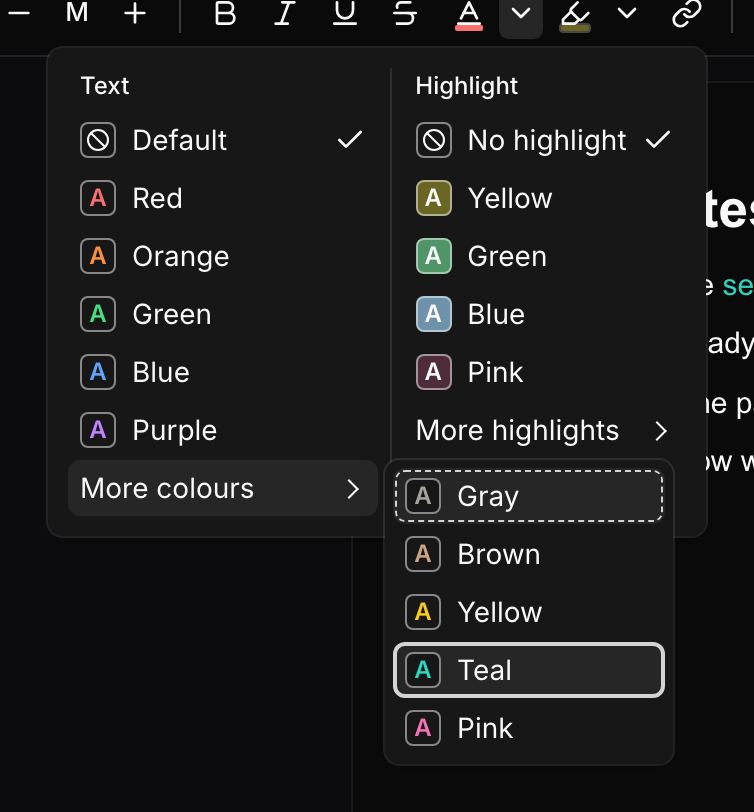 M B I U S A
Text
Default
Red
Orange
Green
Blue
Purple
More colours
Highlight
No highlight
Yellow
Green
Blue
Pink
More highlights
Gray
Brown
Yellow
Teal
Pink